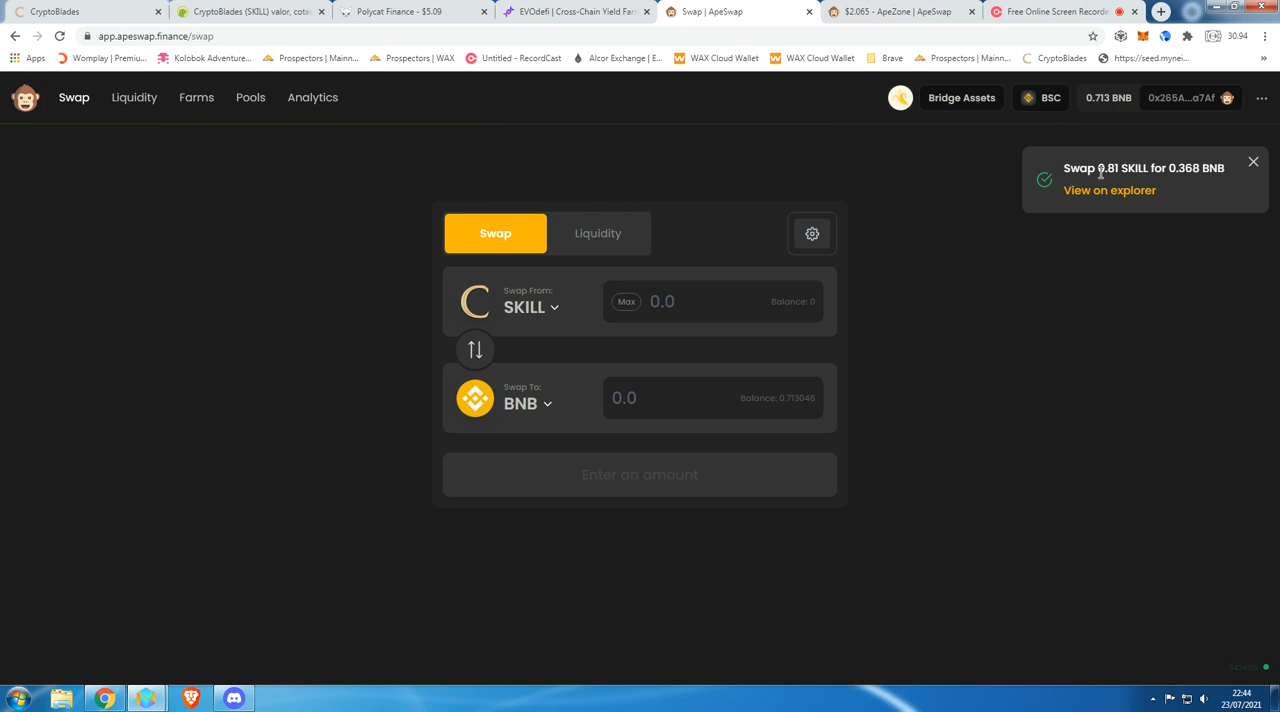 CryptoBlades
CryptoBlades (SKILL) valor, cota
Polycat Finance - $5.09
EVOdefi | Cross-Chain Yield Farm
Swap | ApeSwap
$2.065 - ApeZone | ApeSwap
Free Online Screen Recorde
app.apeswap.finance/swap
30.94
Apps
Womplay | Premiu...
Kolobok Adventure...
Prospectors | Mainn...
Prospectors | WAX
Untitled - RecordCast
Alcor Exchange | E...
WAX Cloud Wallet
WAX Cloud Wallet
Brave
Prospectors | Mainn...
CryptoBlades
https://seed.mynei...
Swap
Liquidity
Farms
Pools
Analytics
Bridge Assets
BSC
0.713 BNB
0x265A...a7Af
Swap 0.81 SKILL for 0.368 BNB
View on explorer
Swap
Liquidity
Swap From:
SKILL
Max
0.0
Balance: 0
Swap To:
BNB
0.0
Balance: 0.713046
Enter an amount
22:44
23/07/2021